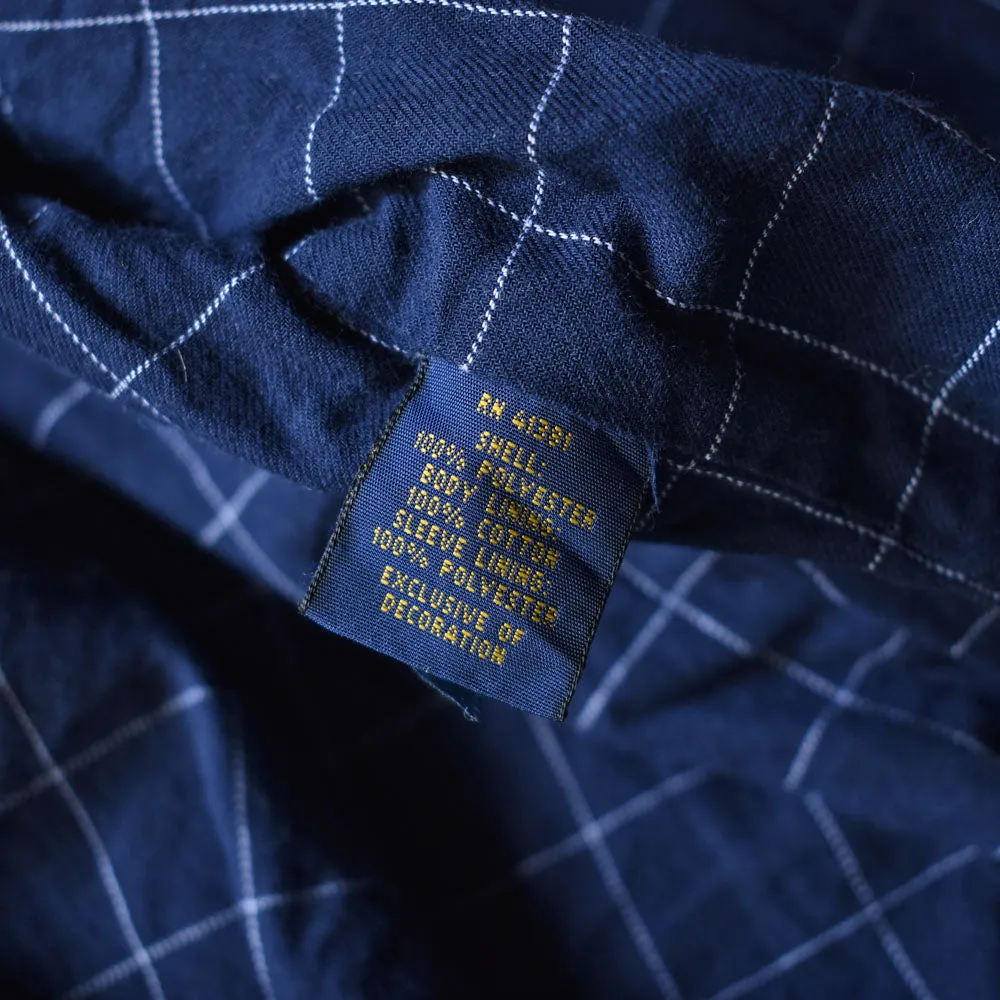 RN 41381
SHELL:
100% POLYESTER
BODY LINING:
100% COTTON
SLEEVE LINING:
100% POLYESTER
EXCLUSIVE OF
DECORATION